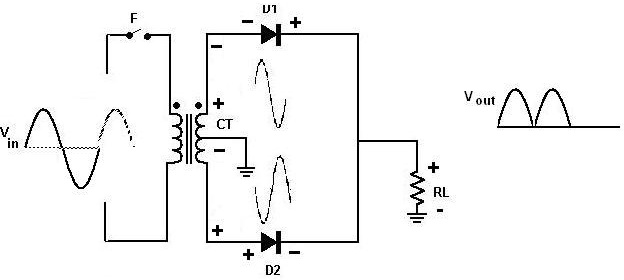 D1
F
- +
-
+
CT
-
V in
V out
+
RL
-
+
+ -
D2